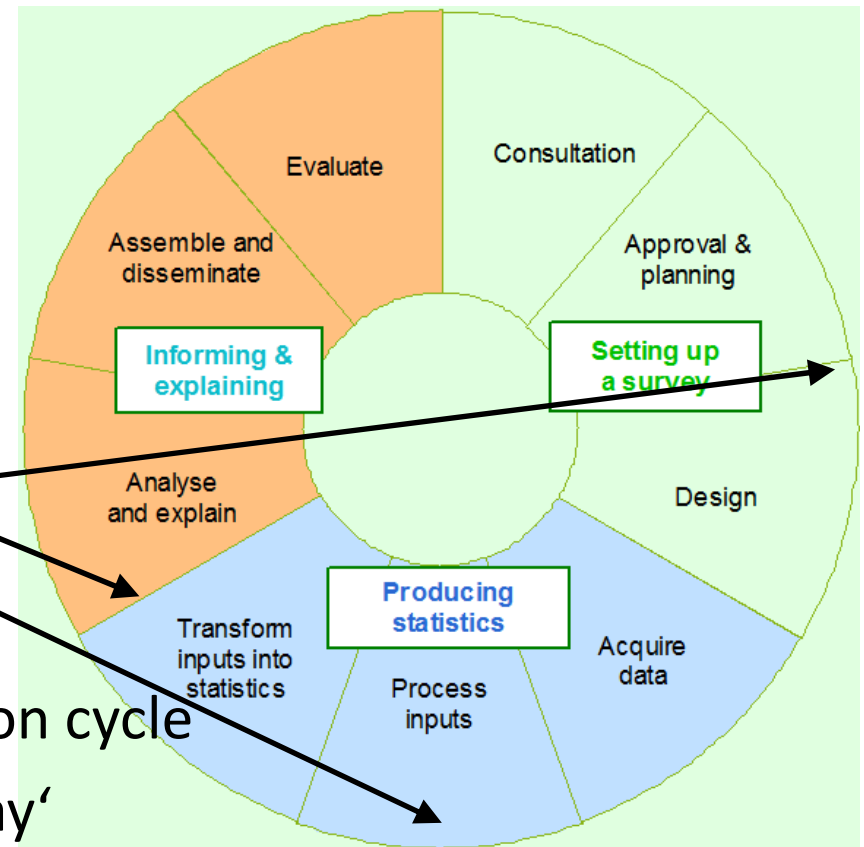 Evaluate
Consultation
Assemble and
disseminate
Approval &
planning
Informing &
explaining
Setting up
a survey
Analyse
and explain
Design
Producing
statistics
Transform
inputs into
statistics
Acquire
data
Process
inputs
on cycle
ny‘